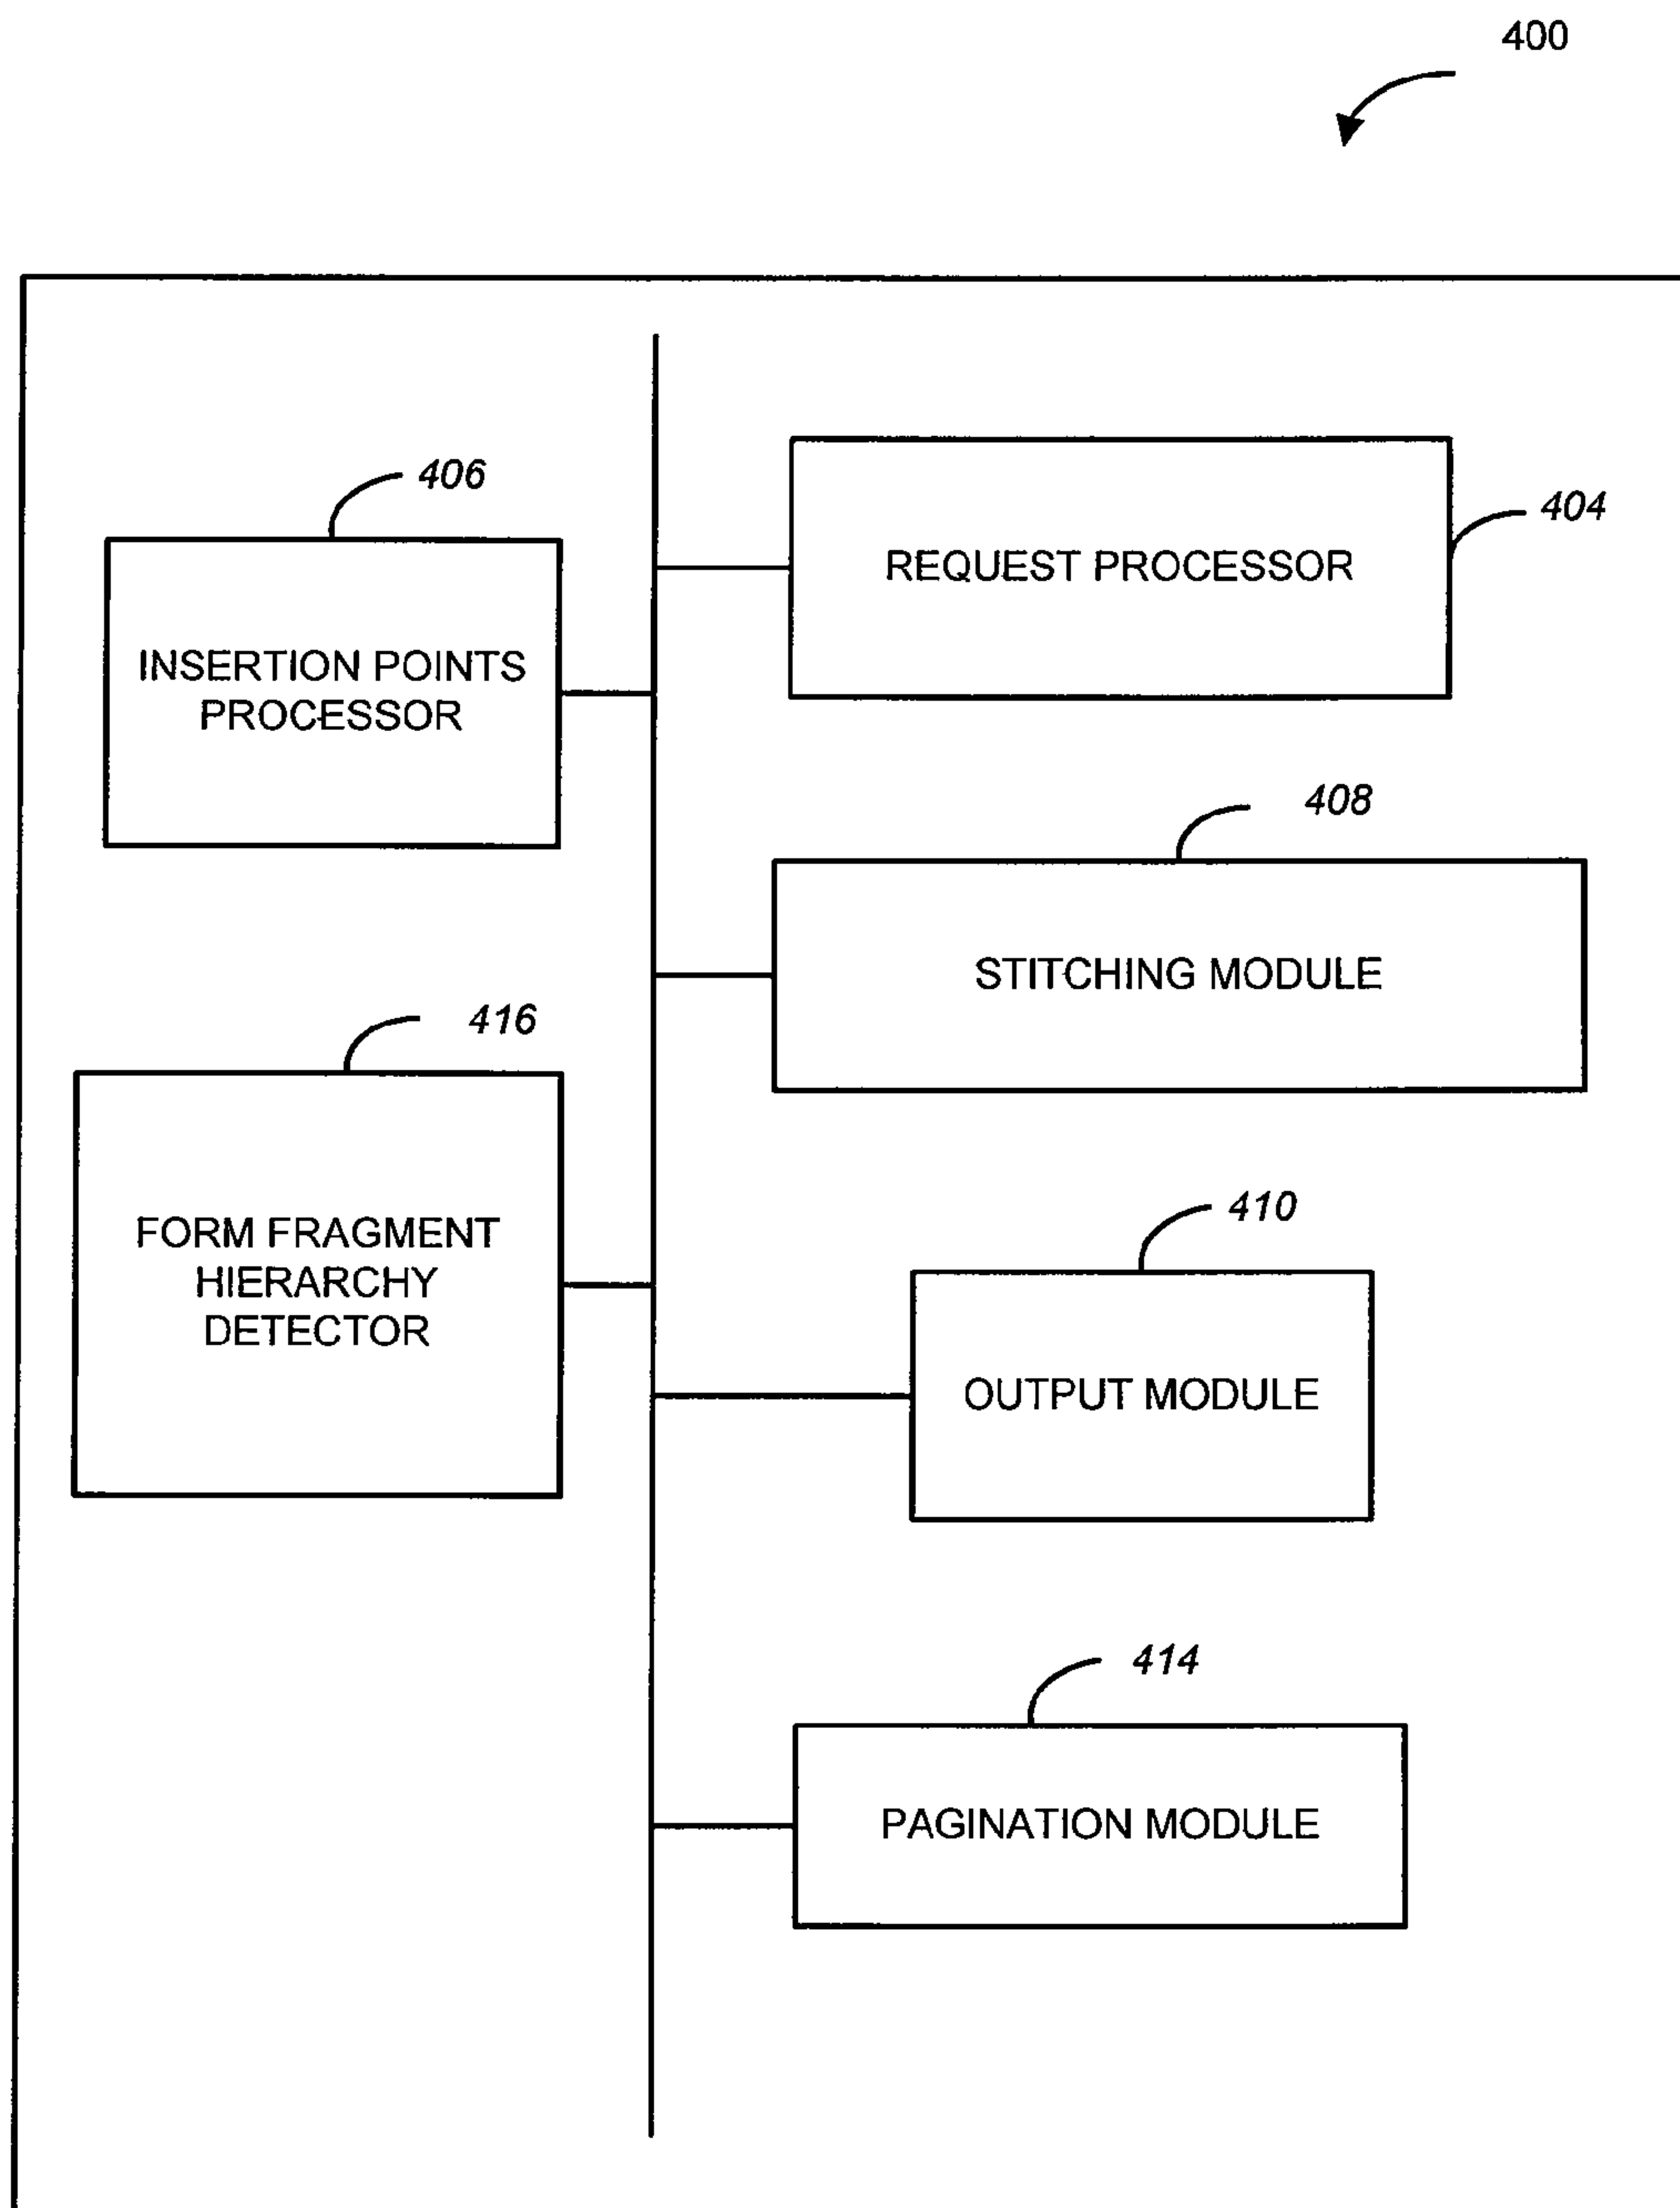 400
406
404
REQUEST PROCESSOR
INSERTION POINTS
PROCESSOR
408
STITCHING MODULE
416
FORM FRAGMENT
HIERARCHY
DETECTOR
410
OUTPUT MODULE
414
PAGINATION MODULE